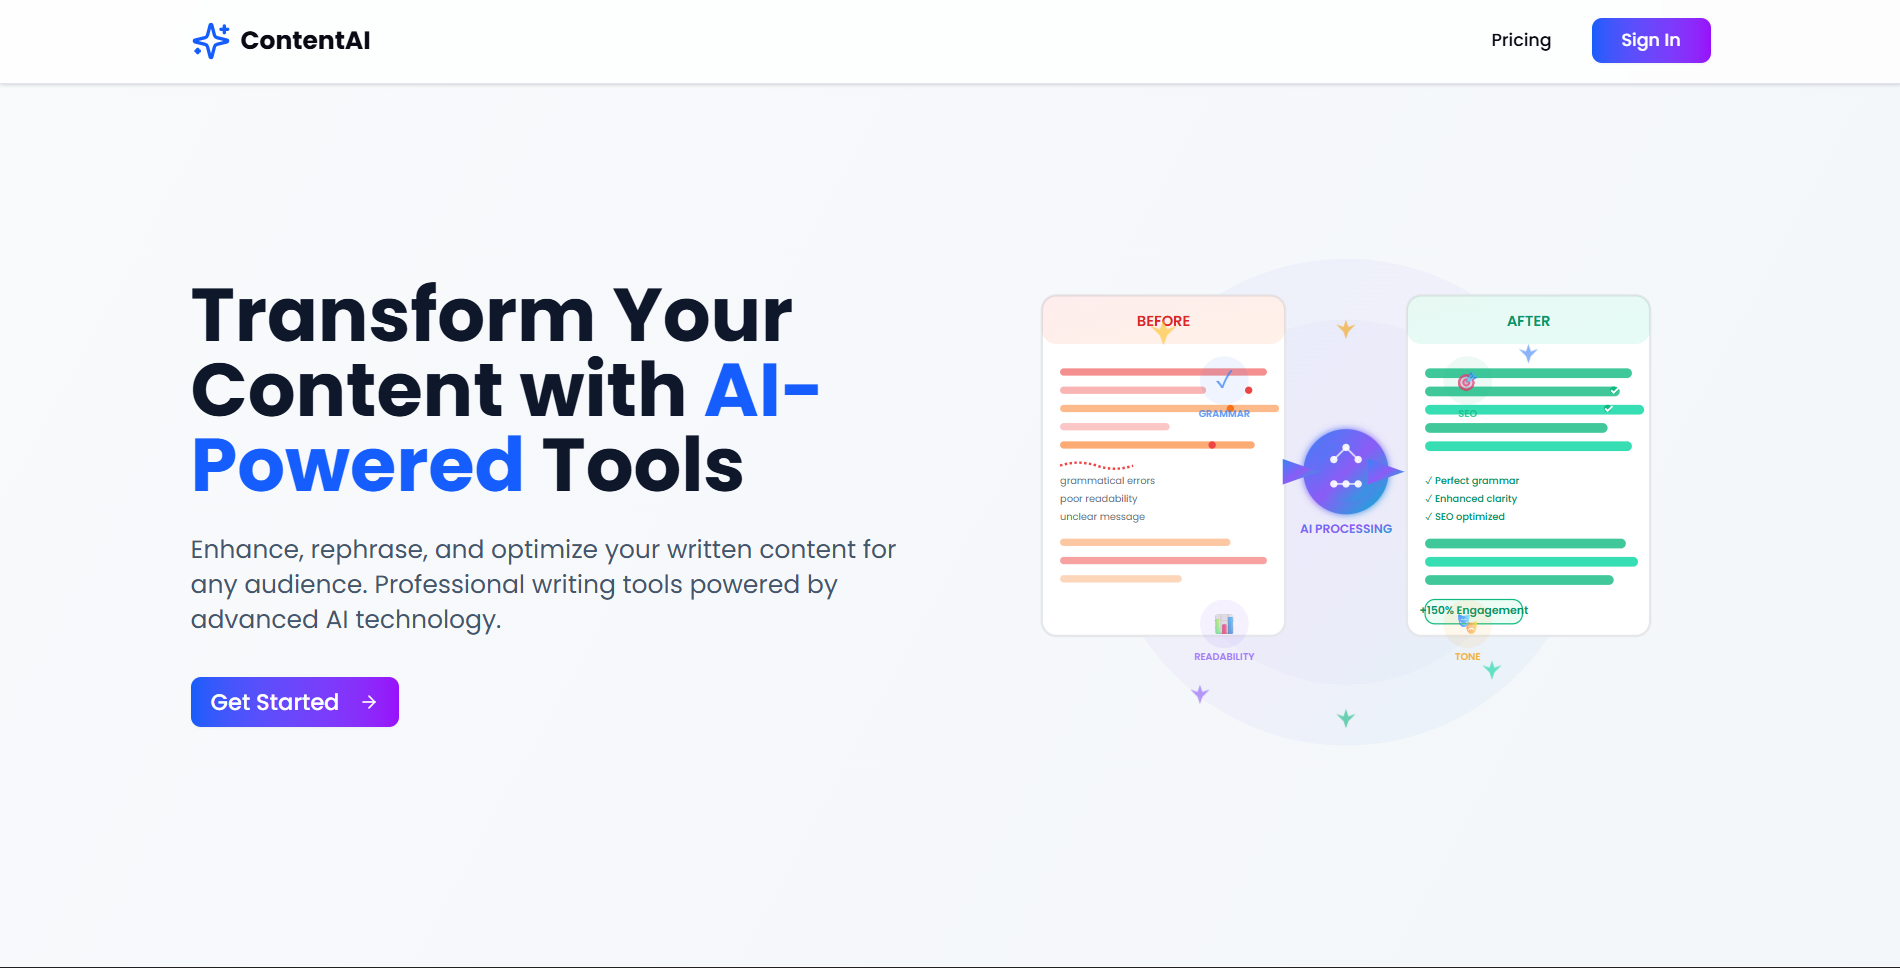 ContentAI
Pricing
Sign In
Transform Your
Content with AI-
Powered Tools
Enhance, rephrase, and optimize your written content for
any audience. Professional writing tools powered by
advanced AI technology.
Get Started
BEFORE
GRAMMAR
grammatical errors
poor readability
unclear message
READABILITY
AI PROCESSING
AFTER
SEO
✓ Perfect grammar
✓ Enhanced clarity
✓ SEO optimized
+150% Engagement
TONE